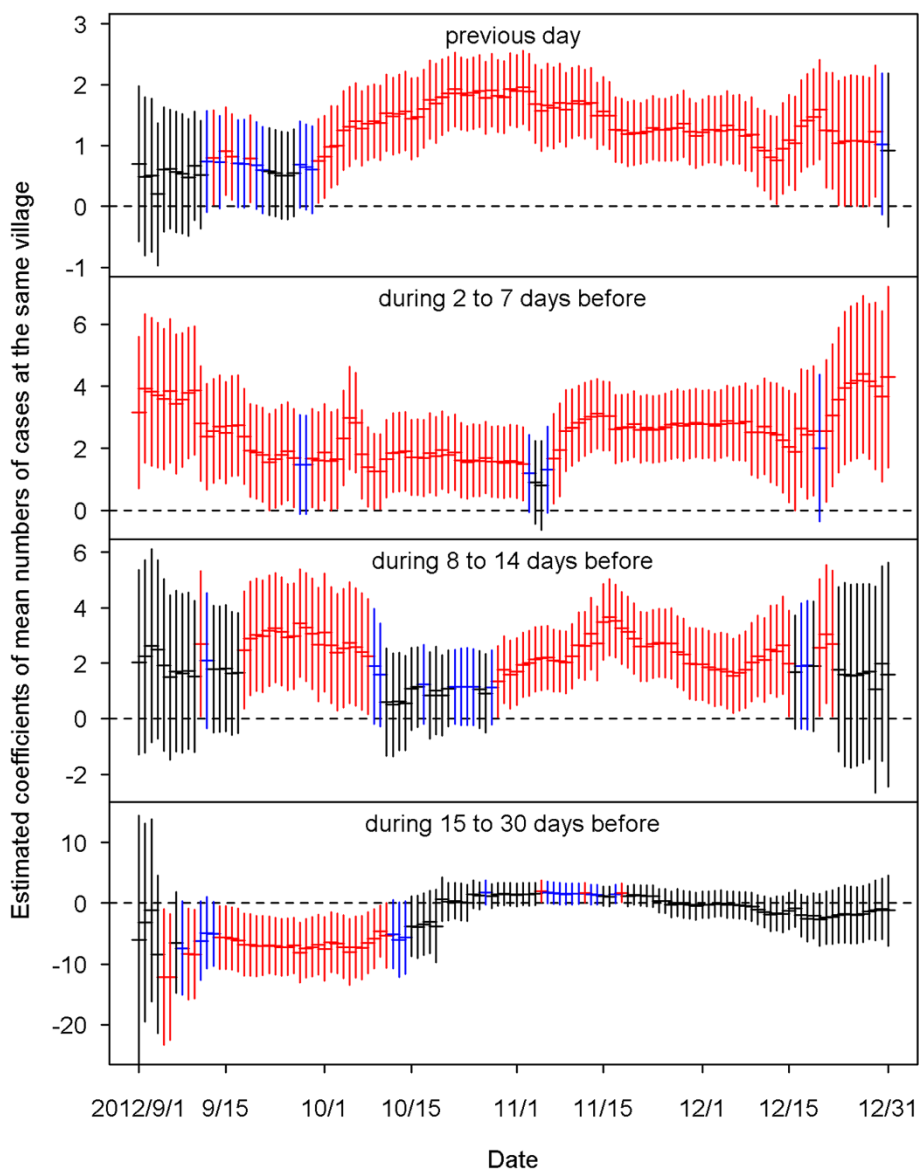 Estimated coefficients of mean numbers of cases at the same village
previous day
3
2
1
0
-1
during 2 to 7 days before
6
4
2
0
during 8 to 14 days before
6
4
2
0
-2
during 15 to 30 days before
10
0
-10
-20
2012/9/1 9/15 10/1 10/15 11/1 11/15 12/1 12/15 12/31
Date